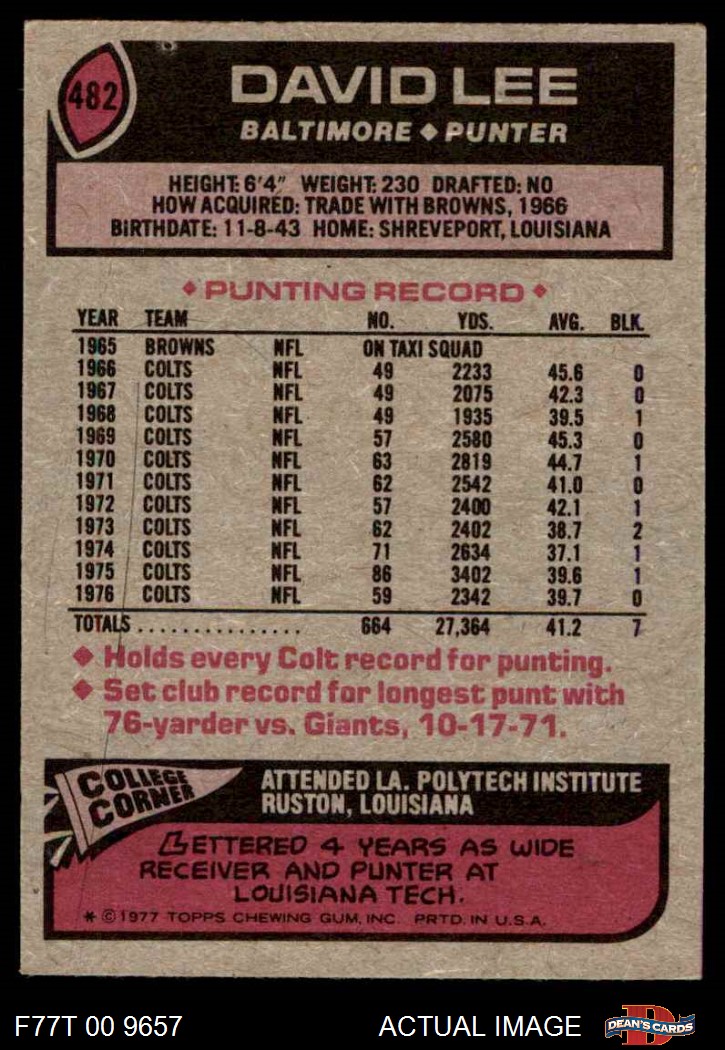 482
DAVID LEE
BALTIMORE ◆ PUNTER
HEIGHT: 6'4" WEIGHT: 230 DRAFTED: NO
HOW ACQUIRED: TRADE WITH BROWNS, 1966
BIRTHDATE: 11-8-43 HOME: SHREVEPORT, LOUISIANA
◆ PUNTING RECORD ◆
YEAR TEAM NO. YDS. AVG. BLK.
1965 BROWNS NFL ON TAXI SQUAD
1966 COLTS NFL 49 2233 45.6 0
1967 COLTS NFL 49 2075 42.3 0
1968 COLTS NFL 49 1935 39.5 1
1969 COLTS NFL 57 2580 45.3 0
1970 COLTS NFL 63 2819 44.7 1
1971 COLTS NFL 62 2542 41.0 0
1972 COLTS NFL 57 2400 42.1 1
1973 COLTS NFL 62 2402 38.7 2
1974 COLTS NFL 71 2634 37.1 1
1975 COLTS NFL 86 3402 39.6 1
1976 COLTS NFL 59 2342 39.7 0
TOTALS ................ 664 27,364 41.2 7
◆ Holds every Colt record for punting.
◆ Set club record for longest punt with
76-yarder vs. Giants, 10-17-71.
COLLEGE
CORNER
ATTENDED LA. POLYTECH INSTITUTE
RUSTON, LOUISIANA
LETTERED 4 YEARS AS WIDE
RECEIVER AND PUNTER AT
LOUISIANA TECH.
* © 1977 TOPPS CHEWING GUM, INC. PRTD. IN U.S.A.
F77T 00 9657
ACTUAL IMAGE
D
DEAN'S CARDS